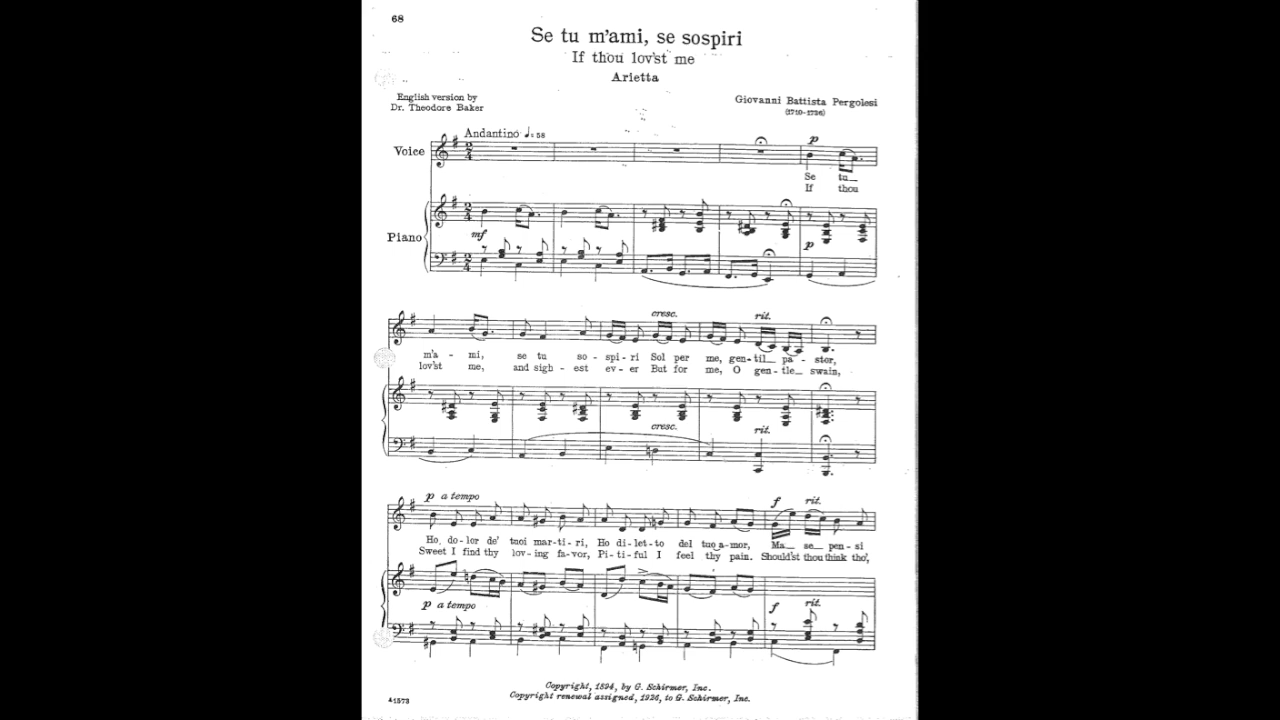 68
Se tu m'ami, se sospiri
If thou lov'st me
Arietta
English version by
Dr. Theodore Baker
Giovanni Battista Pergolesi
(1710-1736)
Andantino ♩= 58
Voice
p
Se tu
If thou
Piano
mf
p
cresc. rit.
m'a - mi, se tu so - spi - ri Sol per me, gen - til pa - stor,
lov'st me, and sigh - est ev - er But for me, O gen - tle swain,
cresc. rit.
p a tempo f rit.
Ho do - lor de' tuoi mar - ti - ri, Ho di - let - to del tuo a - mor, Ma se pen - si
Sweet I find thy lov - ing fa - vor, Pi - ti - ful I feel thy pain. Should'st thou think tho',
p a tempo f rit.
Copyright, 1894, by G. Schirmer, Inc.
Copyright renewal assigned, 1926, to G. Schirmer, Inc.